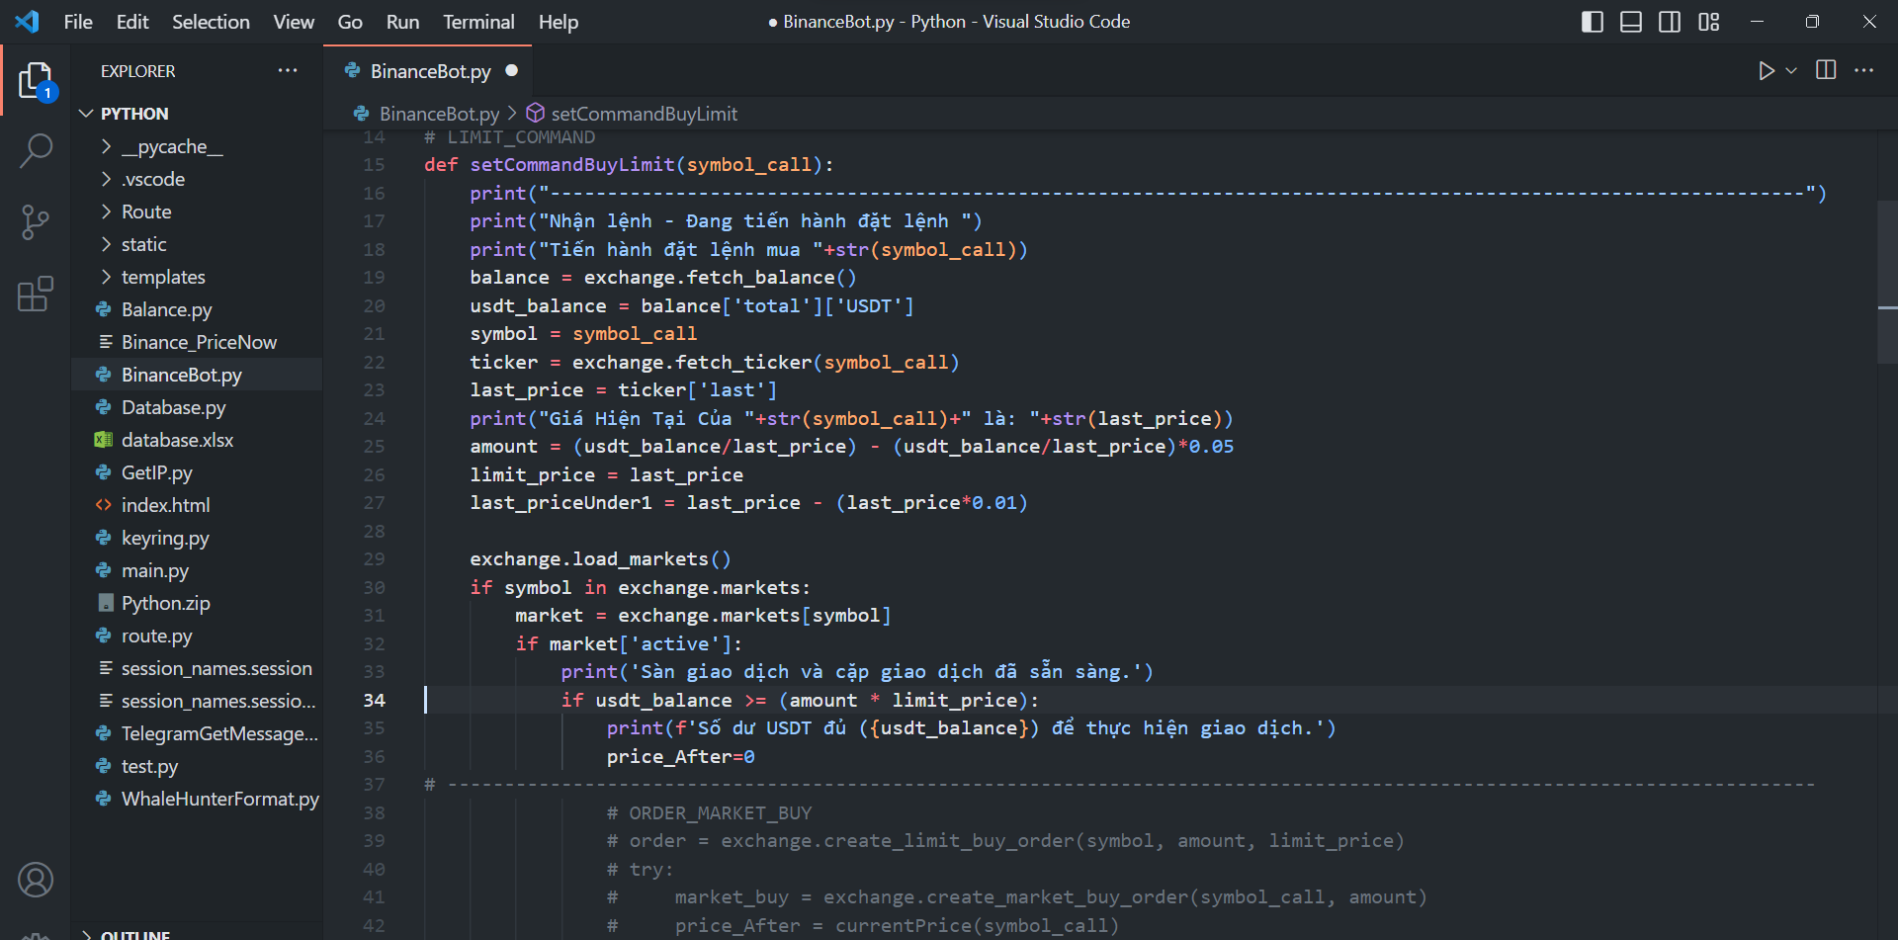 File Edit Selection View Go Run Terminal Help
● BinanceBot.py - Python - Visual Studio Code
1
EXPLORER
PYTHON
__pycache__
.vscode
Route
static
templates
Balance.py
Binance_PriceNow
BinanceBot.py
Database.py
database.xlsx
GetIP.py
index.html
keyring.py
main.py
Python.zip
route.py
session_names.session
session_names.sessio...
TelegramGetMessage...
test.py
WhaleHunterFormat.py
OUTLINE
BinanceBot.py ●
BinanceBot.py > setCommandBuyLimit
14 # LIMIT_COMMAND
15 def setCommandBuyLimit(symbol_call):
16 print("--------------------------------------------------------------------------------------------------------------")
17 print("Nhận lệnh - Đang tiến hành đặt lệnh ")
18 print("Tiến hành đặt lệnh mua "+str(symbol_call))
19 balance = exchange.fetch_balance()
20 usdt_balance = balance['total']['USDT']
21 symbol = symbol_call
22 ticker = exchange.fetch_ticker(symbol_call)
23 last_price = ticker['last']
24 print("Giá Hiện Tại Của "+str(symbol_call)+" là: "+str(last_price))
25 amount = (usdt_balance/last_price) - (usdt_balance/last_price)*0.05
26 limit_price = last_price
27 last_priceUnder1 = last_price - (last_price*0.01)
28
29 exchange.load_markets()
30 if symbol in exchange.markets:
31 market = exchange.markets[symbol]
32 if market['active']:
33 print('Sàn giao dịch và cặp giao dịch đã sẵn sàng.')
34 if usdt_balance >= (amount * limit_price):
35 print(f'Số dư USDT đủ ({usdt_balance}) để thực hiện giao dịch.')
36 price_After=0
37 # ------------------------------------------------------------------------------------------------------------------------
38 # ORDER_MARKET_BUY
39 # order = exchange.create_limit_buy_order(symbol, amount, limit_price)
40 # try:
41 # market_buy = exchange.create_market_buy_order(symbol_call, amount)
42 # price_After = currentPrice(symbol_call)